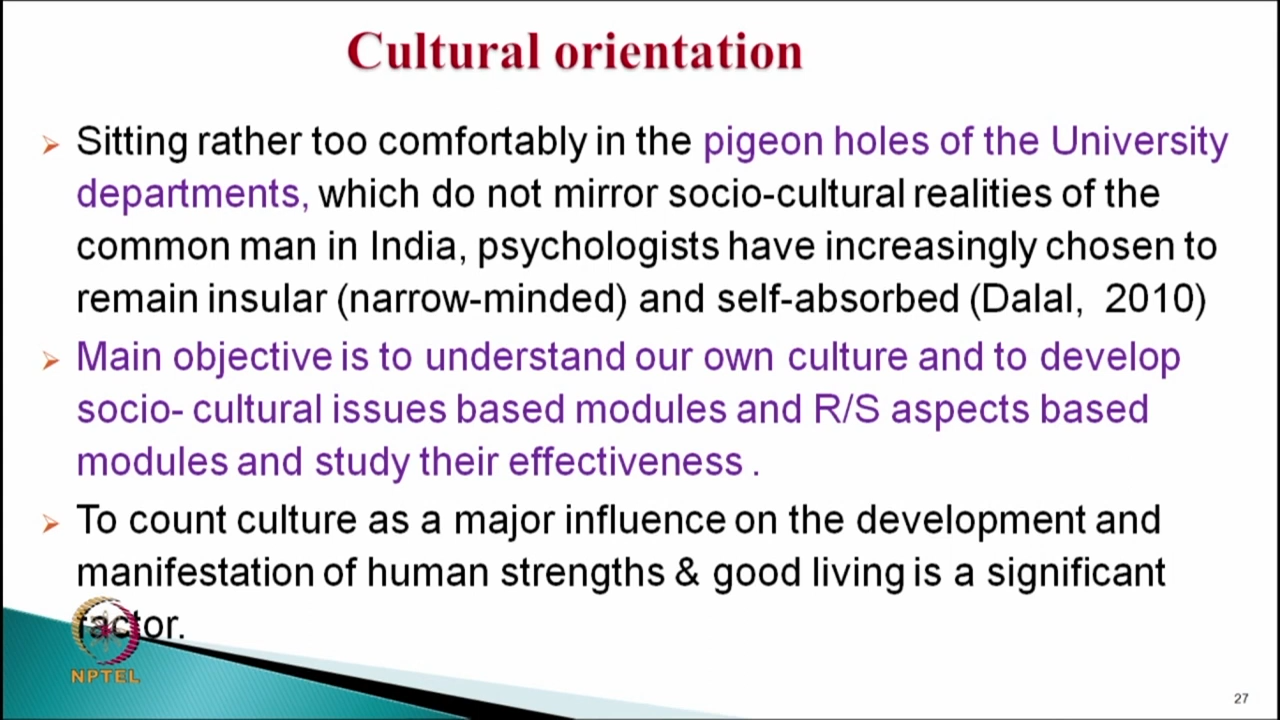 Cultural orientation
Sitting rather too comfortably in the pigeon holes of the University
departments, which do not mirror socio-cultural realities of the
common man in India, psychologists have increasingly chosen to
remain insular (narrow-minded) and self-absorbed (Dalal, 2010)
Main objective is to understand our own culture and to develop
socio- cultural issues based modules and R/S aspects based
modules and study their effectiveness .
To count culture as a major influence on the development and
manifestation of human strengths & good living is a significant
factor.
NPTEL
27